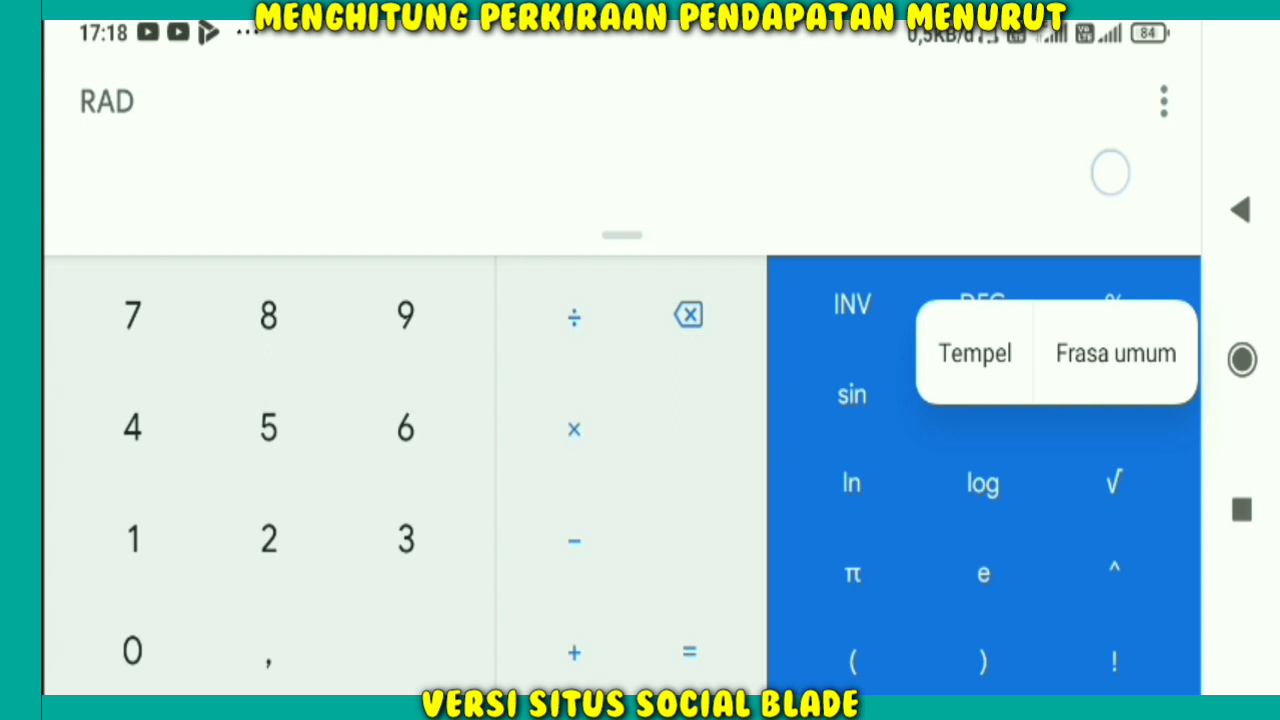 MENGHITUNG PERKIRAAN PENDAPATAN MENURUT
17:18 ... 84
RAD
7 8 9 ÷ INV
Tempel Frasa umum
4 5 6 × sin
ln log √
1 2 3 −
π e ^
0 , + = ( ) !
VERSI SITUS SOCIAL BLADE